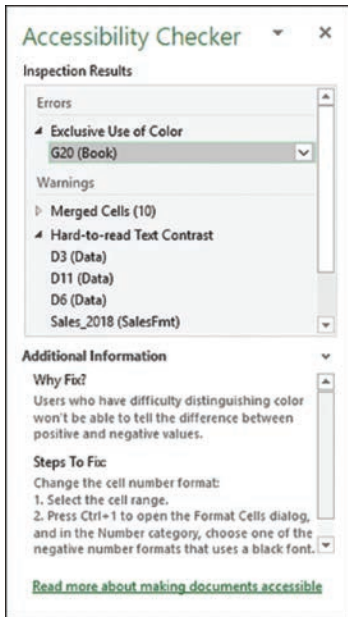 Accessibility Checker
Inspection Results
Errors
Exclusive Use of Color
G20 (Book)
Warnings
Merged Cells (10)
Hard-to-read Text Contrast
D3 (Data)
D11 (Data)
D6 (Data)
Sales_2018 (SalesFmt)
Additional Information
Why Fix?
Users who have difficulty distinguishing color
won't be able to tell the difference between
positive and negative values.
Steps To Fix:
Change the cell number format:
1. Select the cell range.
2. Press Ctrl+1 to open the Format Cells dialog,
and in the Number category, choose one of the
negative number formats that uses a black font.
Read more about making documents accessible